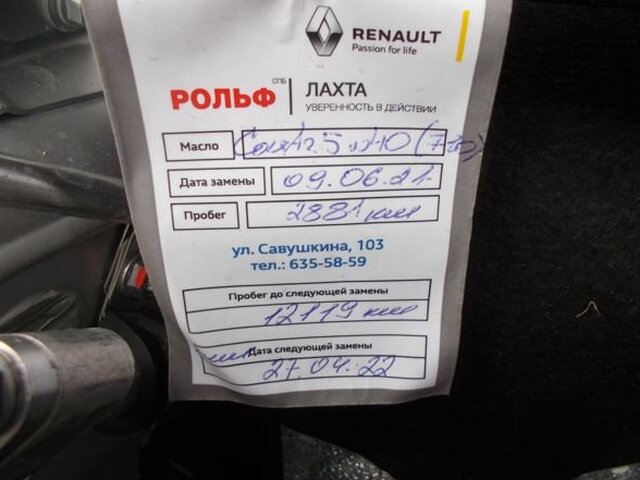 RENAULT
Passion for life
РОЛЬФ СПБ ЛАХТА
УВЕРЕННОСТЬ В ДЕЙСТВИИ
Масло
Дата замены 09.06.21.
Пробег 2881 км
ул. Савушкина, 103
тел.: 635-58-59
Пробег до следующей замены
12119 км
Дата следующей замены
27.04.22